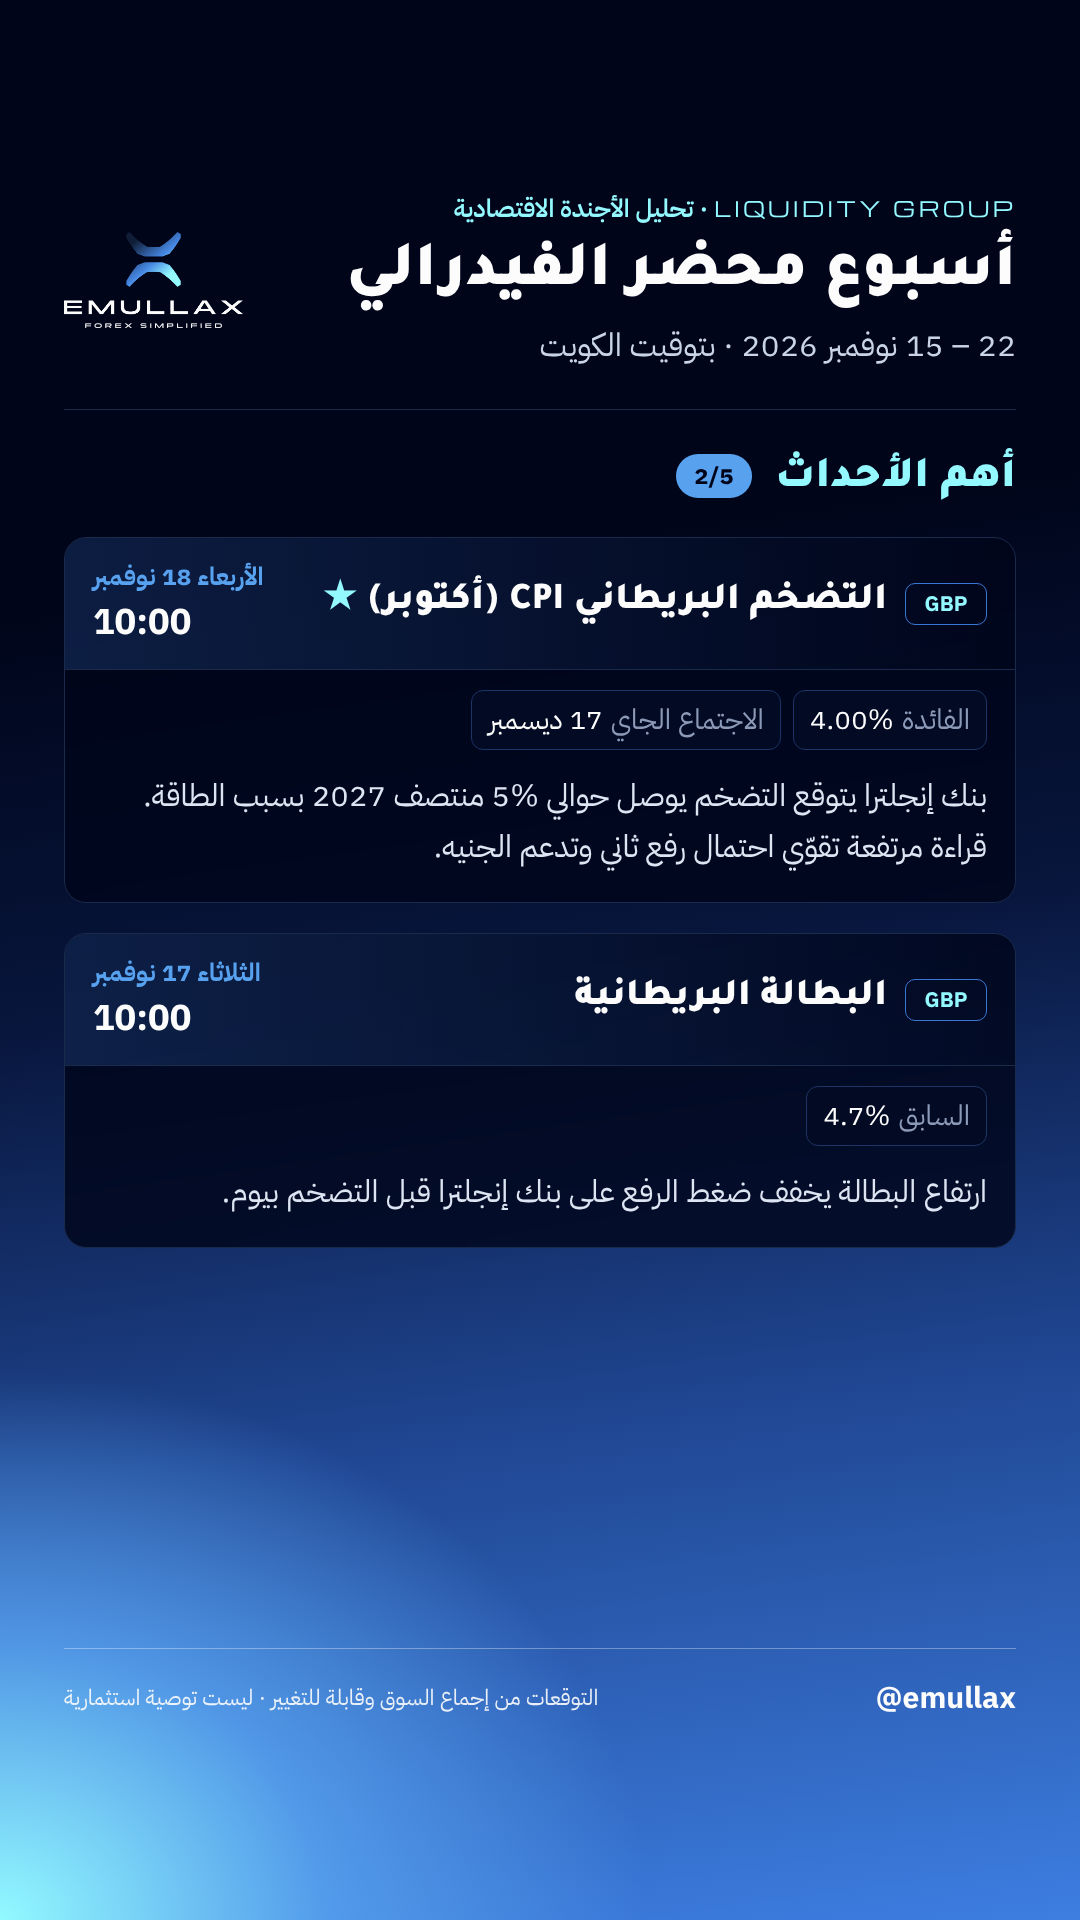 LIQUIDITY GROUP · تحليل الأجندة الاقتصادية
أسبوع محضر الفيدرالي
22 – 15 نوفمبر 2026 · بتوقيت الكويت
EMULLAX
FOREX SIMPLIFIED
أهم الأحداث 2/5
GBP التضخم البريطاني CPI (أكتوبر) ★
الأربعاء 18 نوفمبر
10:00
الفائدة 4.00% الاجتماع الجاي 17 ديسمبر
بنك إنجلترا يتوقع التضخم يوصل حوالي 5% منتصف 2027 بسبب الطاقة.
قراءة مرتفعة تقوّي احتمال رفع ثاني وتدعم الجنيه.
GBP البطالة البريطانية
الثلاثاء 17 نوفمبر
10:00
السابق 4.7%
ارتفاع البطالة يخفف ضغط الرفع على بنك إنجلترا قبل التضخم بيوم.
@emullax
التوقعات من إجماع السوق وقابلة للتغيير · ليست توصية استثمارية